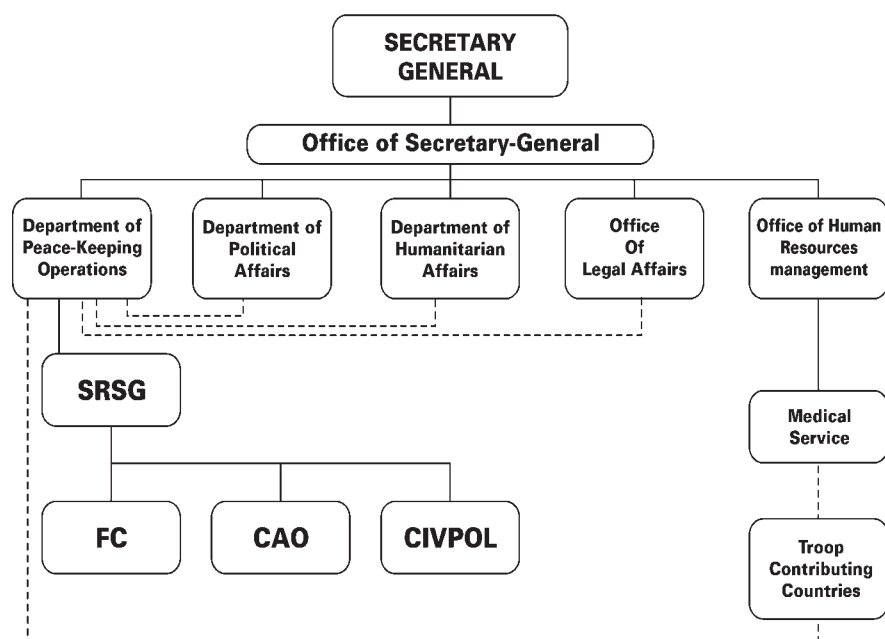 SECRETARY
GENERAL
Office of Secretary-General
Department of
Peace-Keeping
Operations
Department of
Political
Affairs
Department of
Humanitarian
Affairs
Office
Of
Legal Affairs
Office of Human
Resources
management
SRSG
Medical
Service
FC
CAO
CIVPOL
Troop
Contributing
Countries